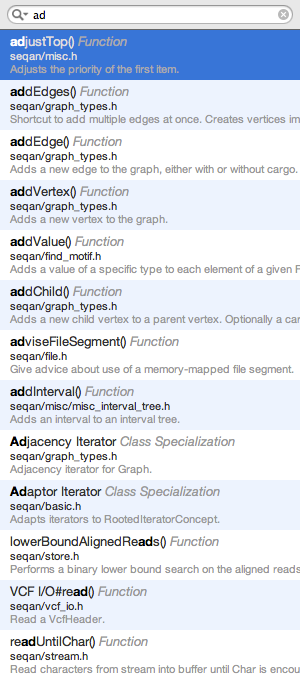 ad
adjustTop() Function
seqan/misc.h
Adjusts the priority of the first item.
addEdges() Function
seqan/graph_types.h
Shortcut to add multiple edges at once. Creates vertices im
addEdge() Function
seqan/graph_types.h
Adds a new edge to the graph, either with or without cargo.
addVertex() Function
seqan/graph_types.h
Adds a new vertex to the graph.
addValue() Function
seqan/find_motif.h
Adds a value of a specific type to each element of a given F
addChild() Function
seqan/graph_types.h
Adds a new child vertex to a parent vertex. Optionally a car
adviseFileSegment() Function
seqan/file.h
Give advice about use of a memory-mapped file segment.
addInterval() Function
seqan/misc/misc_interval_tree.h
Adds an interval to an interval tree.
Adjacency Iterator Class Specialization
seqan/graph_types.h
Adjacency iterator for Graph.
Adaptor Iterator Class Specialization
seqan/basic.h
Adapts iterators to RootedIteratorConcept.
lowerBoundAlignedReads() Function
seqan/store.h
Performs a binary lower bound search on the aligned reads
VCF I/O#read() Function
seqan/vcf_io.h
Read a VcfHeader.
readUntilChar() Function
seqan/stream.h
Read characters from stream into buffer until Char is encou